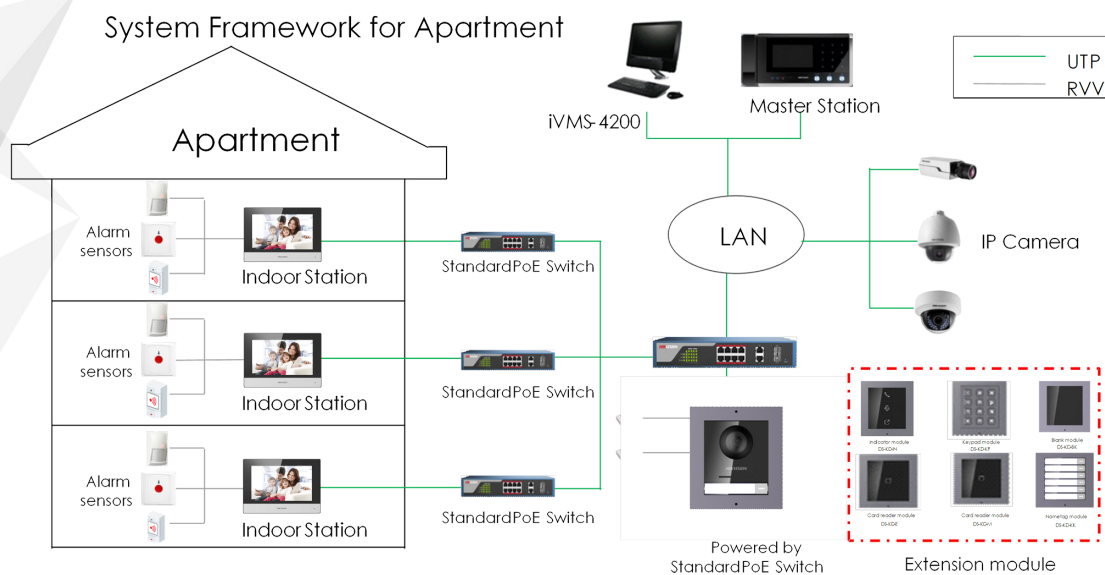 System Framework for Apartment
UTP
RVV
iVMS-4200
Master Station
Apartment
LAN
IP Camera
Alarm
sensors
Indoor Station
StandardPoE Switch
Alarm
sensors
Indoor Station
StandardPoE Switch
Alarm
sensors
Indoor Station
StandardPoE Switch
Powered by
StandardPoE Switch
Indicator module
Keypad module
Blank module
Card reader module
Card reader module
Nametag module
Extension module